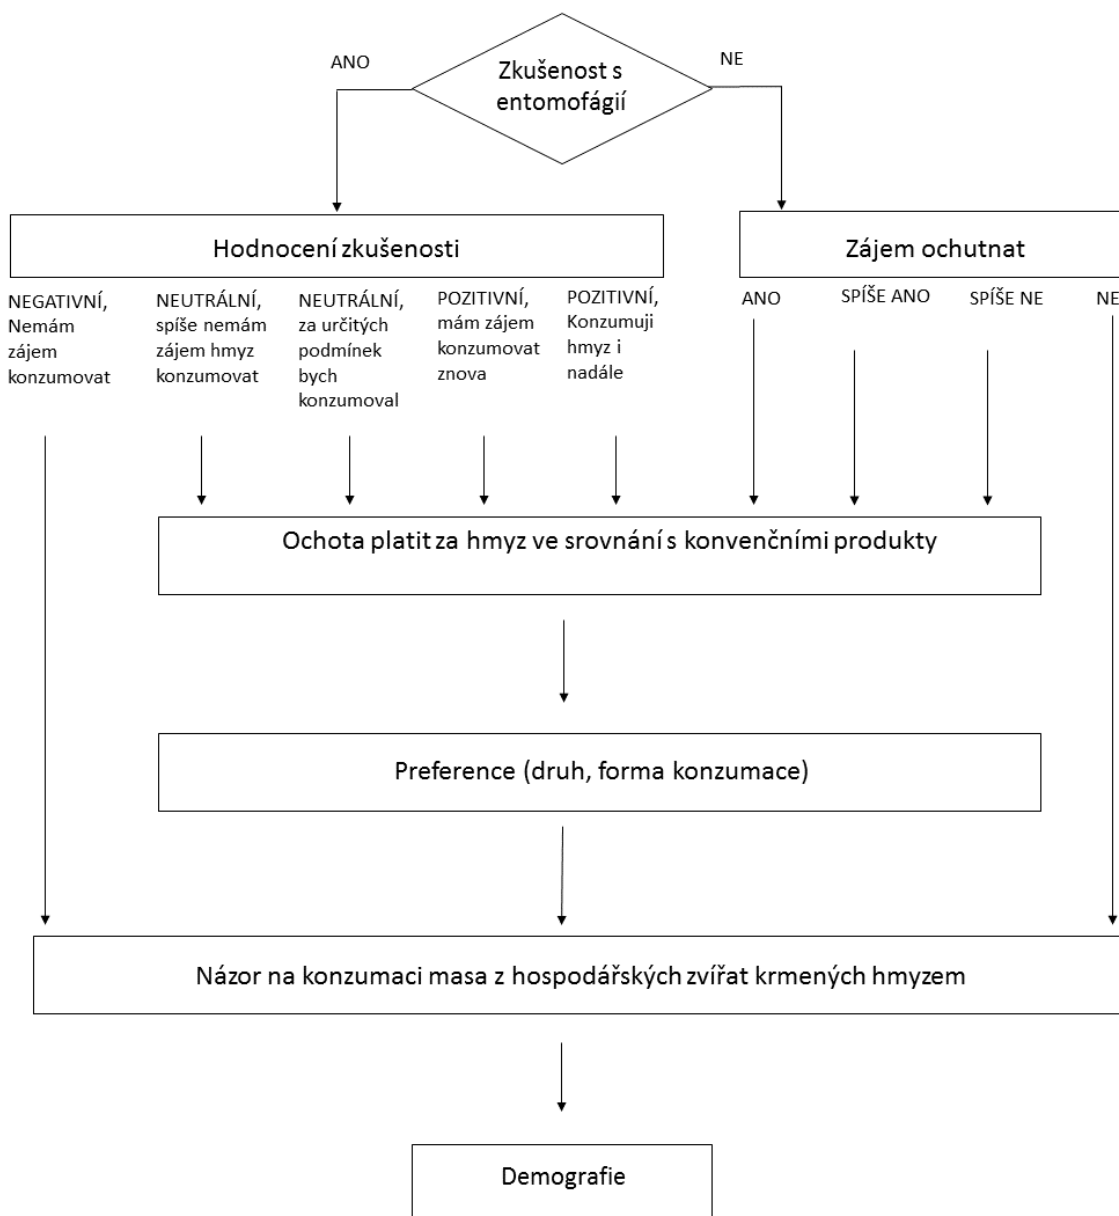 ANO
Zkušenost s
entomofágií
NE
Hodnocení zkušenosti
Zájem ochutnat
NEGATIVNÍ,
Nemám
zájem
konzumovat
NEUTRÁLNÍ,
spíše nemám
zájem hmyz
konzumovat
NEUTRÁLNÍ,
za určitých
podmínek
bych
konzumoval
POZITIVNÍ,
mám zájem
konzumovat
znova
POZITIVNÍ,
Konzumuji
hmyz i
nadále
ANO
SPÍŠE ANO
SPÍŠE NE
NE
Ochota platit za hmyz ve srovnání s konvenčními produkty
Preference (druh, forma konzumace)
Názor na konzumaci masa z hospodářských zvířat krmených hmyzem
Demografie